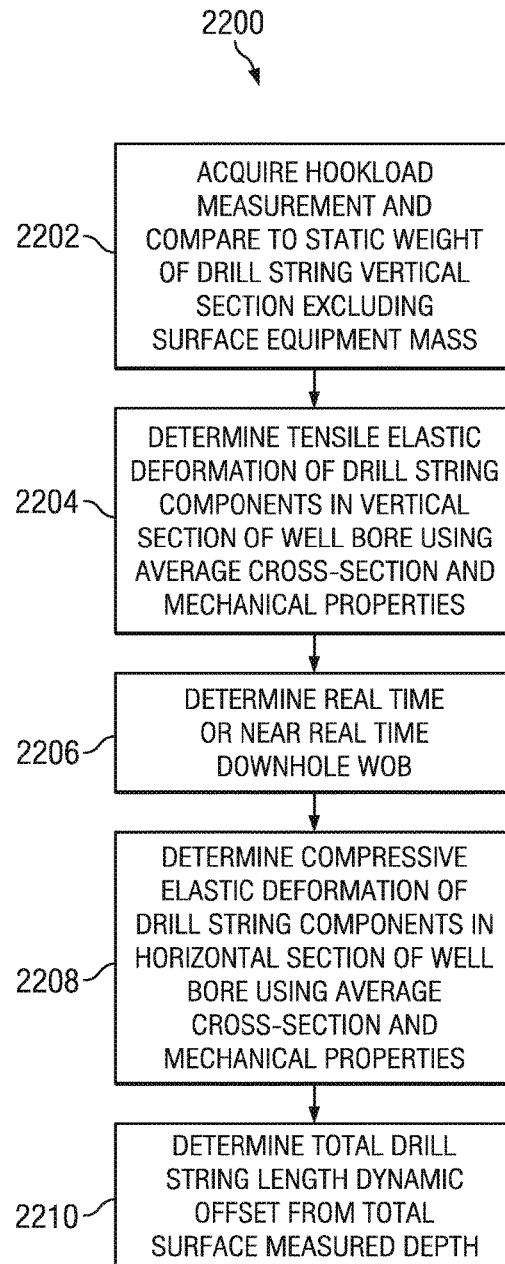 2200
2202
ACQUIRE HOOKLOAD
MEASUREMENT AND
COMPARE TO STATIC WEIGHT
OF DRILL STRING VERTICAL
SECTION EXCLUDING
SURFACE EQUIPMENT MASS
2204
DETERMINE TENSILE ELASTIC
DEFORMATION OF DRILL STRING
COMPONENTS IN VERTICAL
SECTION OF WELL BORE USING
AVERAGE CROSS-SECTION AND
MECHANICAL PROPERTIES
2206
DETERMINE REAL TIME
OR NEAR REAL TIME
DOWNHOLE WOB
2208
DETERMINE COMPRESSIVE
ELASTIC DEFORMATION OF
DRILL STRING COMPONENTS IN
HORIZONTAL SECTION OF WELL
BORE USING AVERAGE
CROSS-SECTION AND
MECHANICAL PROPERTIES
2210
DETERMINE TOTAL DRILL
STRING LENGTH DYNAMIC
OFFSET FROM TOTAL
SURFACE MEASURED DEPTH